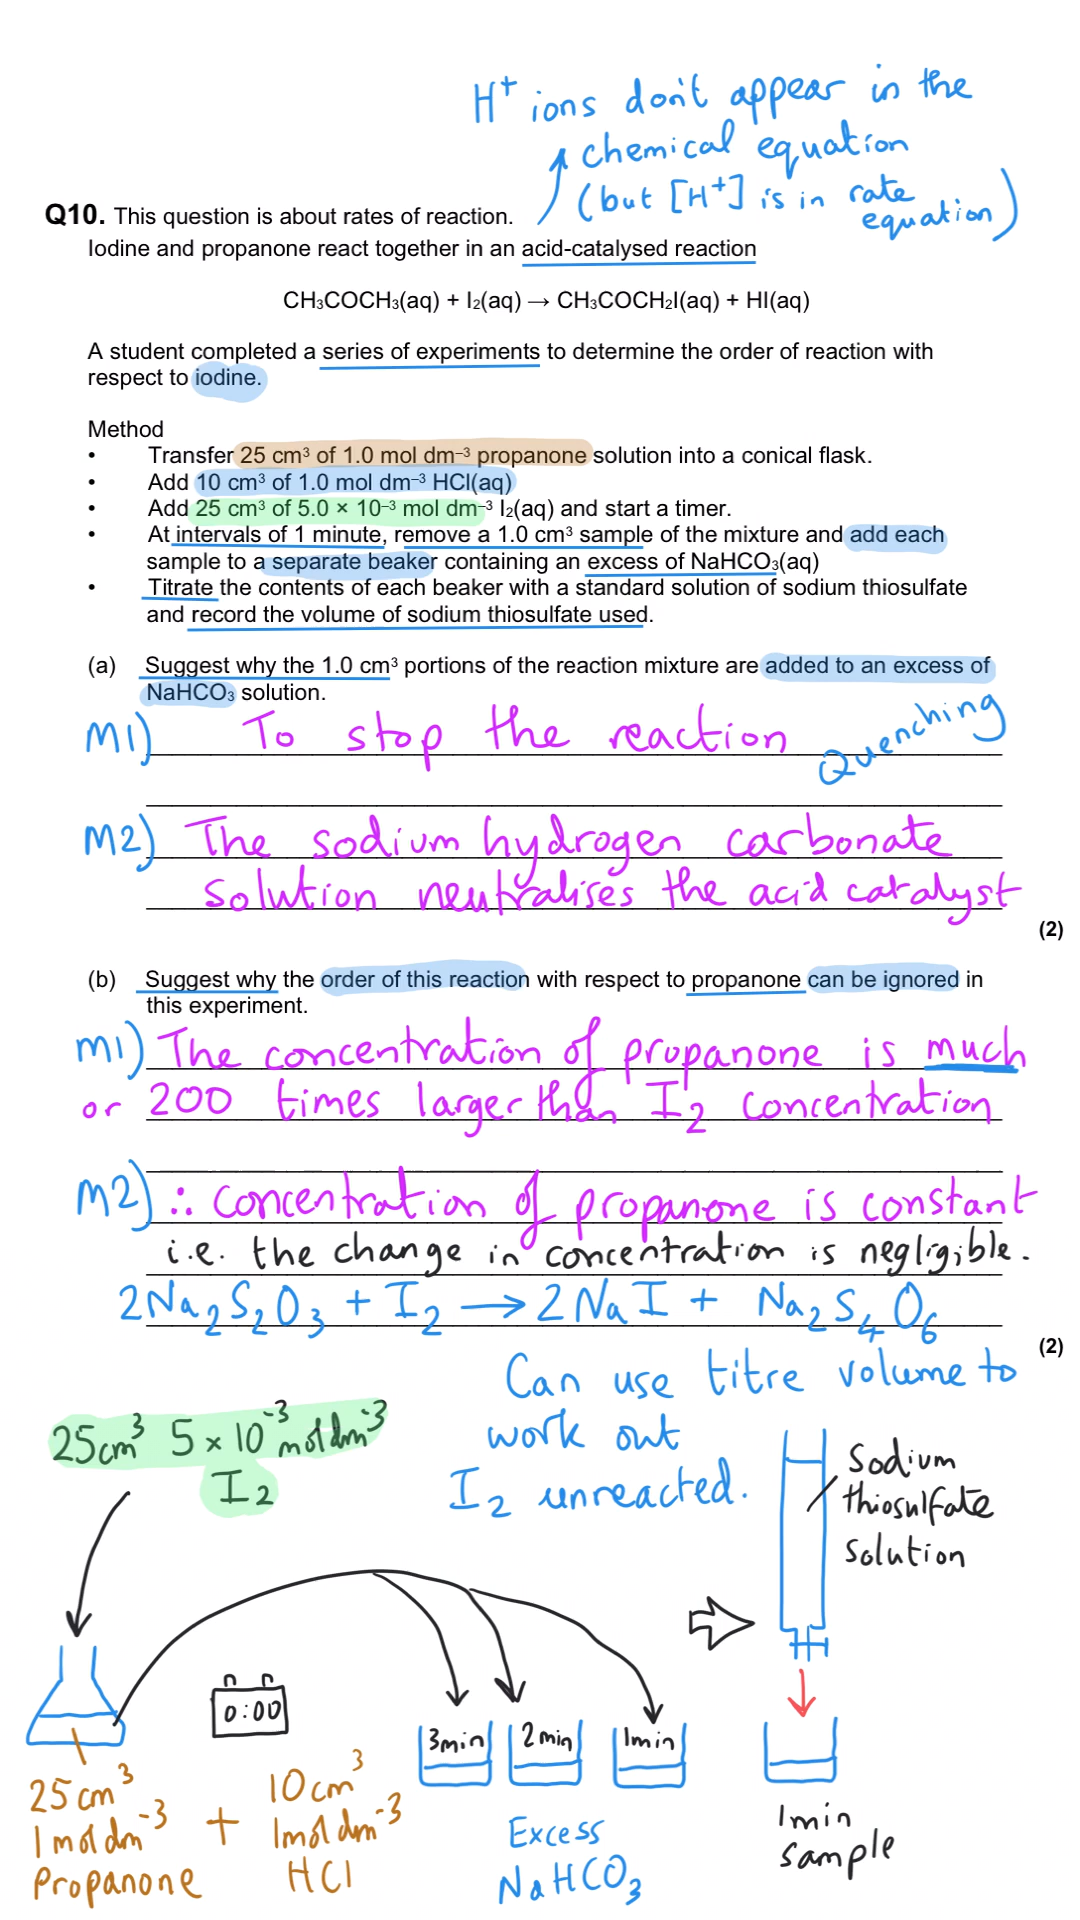 H⁺ ions don't appear in the
chemical equation
(but [H⁺] is in rate
equation)
Q10. This question is about rates of reaction.
Iodine and propanone react together in an acid-catalysed reaction
CH₃COCH₃(aq) + I₂(aq) → CH₃COCH₂I(aq) + HI(aq)
A student completed a series of experiments to determine the order of reaction with
respect to iodine.
Method
• Transfer 25 cm³ of 1.0 mol dm⁻³ propanone solution into a conical flask.
• Add 10 cm³ of 1.0 mol dm⁻³ HCl(aq)
• Add 25 cm³ of 5.0 × 10⁻³ mol dm⁻³ I₂(aq) and start a timer.
• At intervals of 1 minute, remove a 1.0 cm³ sample of the mixture and add each
sample to a separate beaker containing an excess of NaHCO₃(aq)
• Titrate the contents of each beaker with a standard solution of sodium thiosulfate
and record the volume of sodium thiosulfate used.
(a) Suggest why the 1.0 cm³ portions of the reaction mixture are added to an excess of
NaHCO₃ solution.
M1) To stop the reaction Quenching
M2) The sodium hydrogen carbonate
solution neutralises the acid catalyst
(2)
(b) Suggest why the order of this reaction with respect to propanone can be ignored in
this experiment.
M1) The concentration of propanone is much
or 200 times larger than I₂ concentration
M2) ∴ concentration of propanone is constant
i.e. the change in concentration is negligible.
2Na₂S₂O₃ + I₂ → 2NaI + Na₂S₄O₆
(2)
Can use titre volume to
work out
I₂ unreacted.
25cm³ 5×10⁻³ moldm⁻³
I₂
Sodium
thiosulfate
solution
0:00
3min 2min 1min
25cm³
1moldm⁻³
Propanone
+
10cm³
1moldm⁻³
HCl
Excess
NaHCO₃
1min
sample